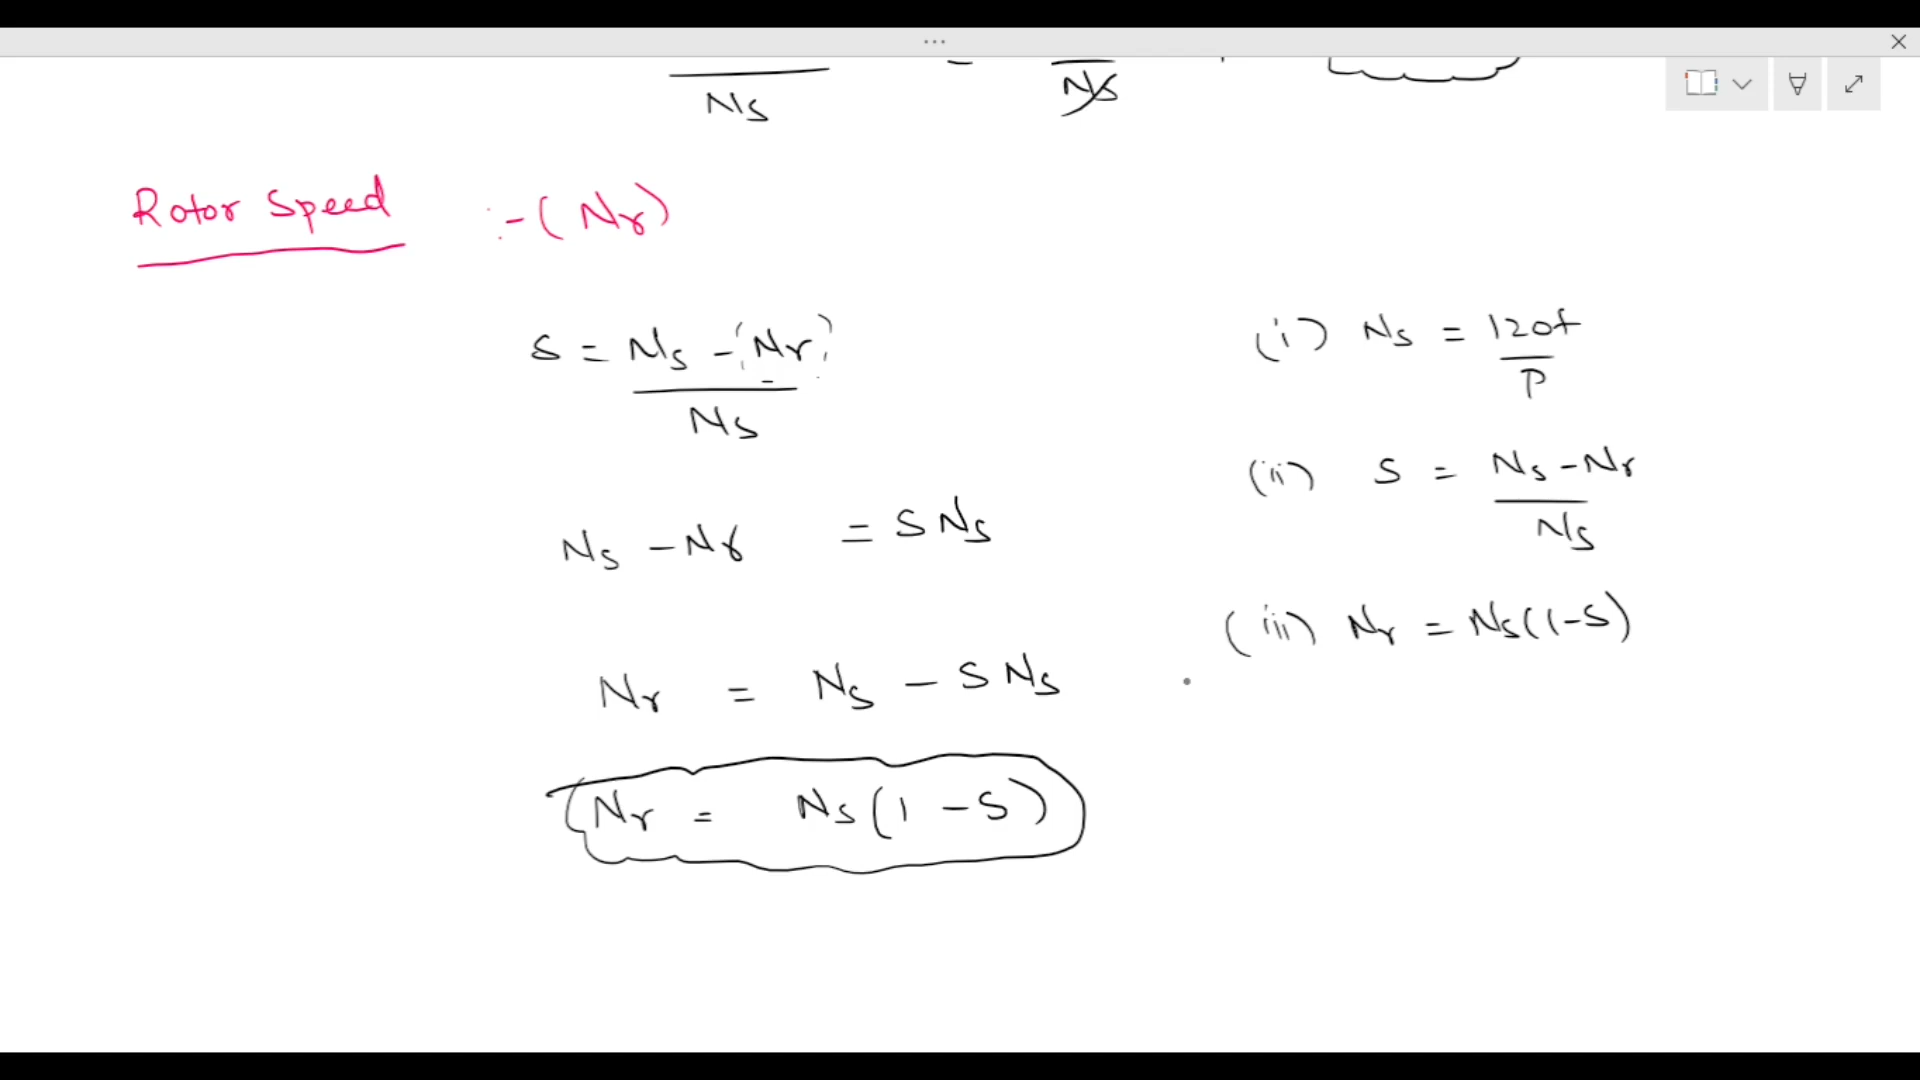 Ns = Ns
Rotor Speed :- (Nr)
S = Ns - (Nr)
Ns
Ns - Nr = S Ns
Nr = Ns - S Ns
Nr = Ns (1 - S)
(i) Ns = 120f
P
(ii) S = Ns - Nr
Ns
(iii) Nr = Ns (1-S)